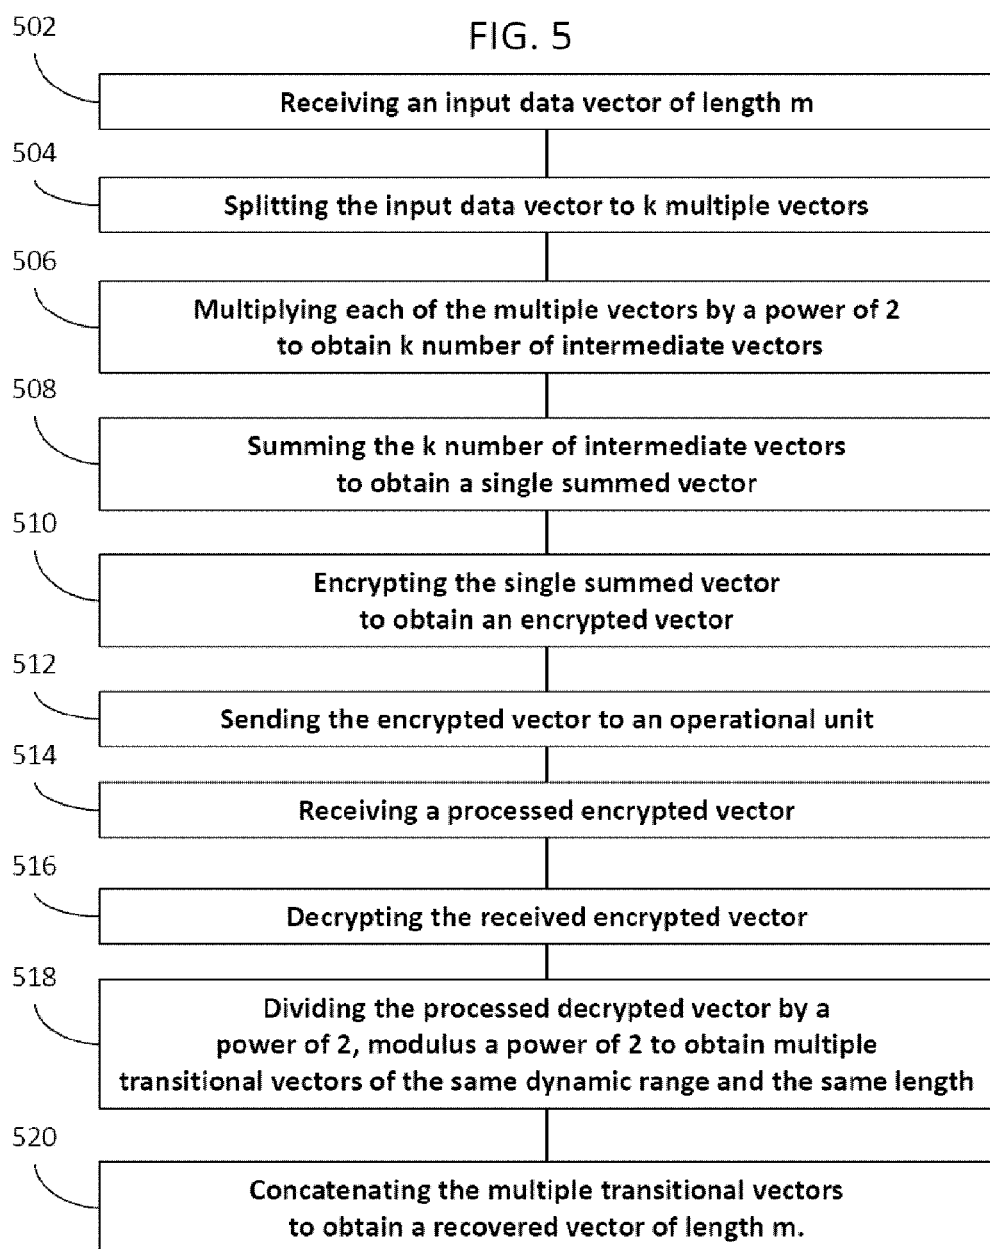 FIG. 5
502
Receiving an input data vector of length m
504
Splitting the input data vector to k multiple vectors
506
Multiplying each of the multiple vectors by a power of 2
to obtain k number of intermediate vectors
508
Summing the k number of intermediate vectors
to obtain a single summed vector
510
Encrypting the single summed vector
to obtain an encrypted vector
512
Sending the encrypted vector to an operational unit
514
Receiving a processed encrypted vector
516
Decrypting the received encrypted vector
518
Dividing the processed decrypted vector by a
power of 2, modulus a power of 2 to obtain multiple
transitional vectors of the same dynamic range and the same length
520
Concatenating the multiple transitional vectors
to obtain a recovered vector of length m.